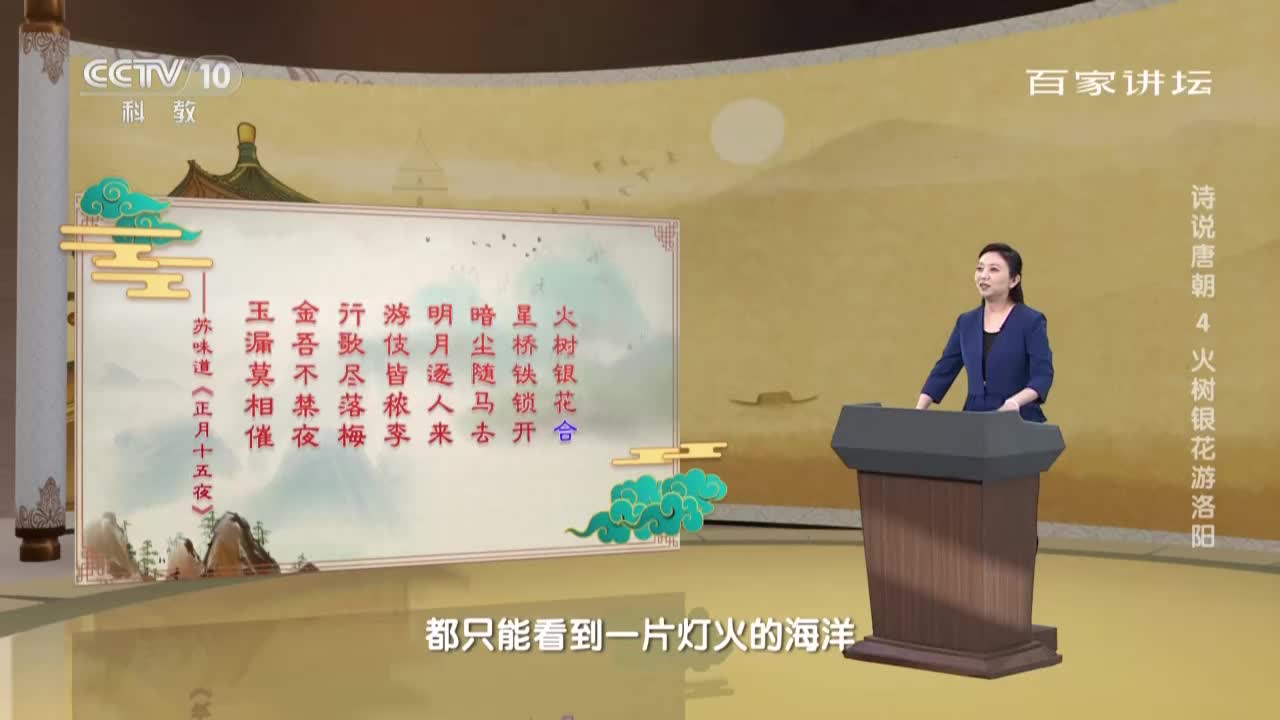 CCTV 10
科教
百家讲坛
诗说唐朝 4 火树银花游洛阳
火树银花合
星桥铁锁开
暗尘随马去
明月逐人来
游伎皆秾李
行歌尽落梅
金吾不禁夜
玉漏莫相催
——苏味道《正月十五夜》
都只能看到一片灯火的海洋